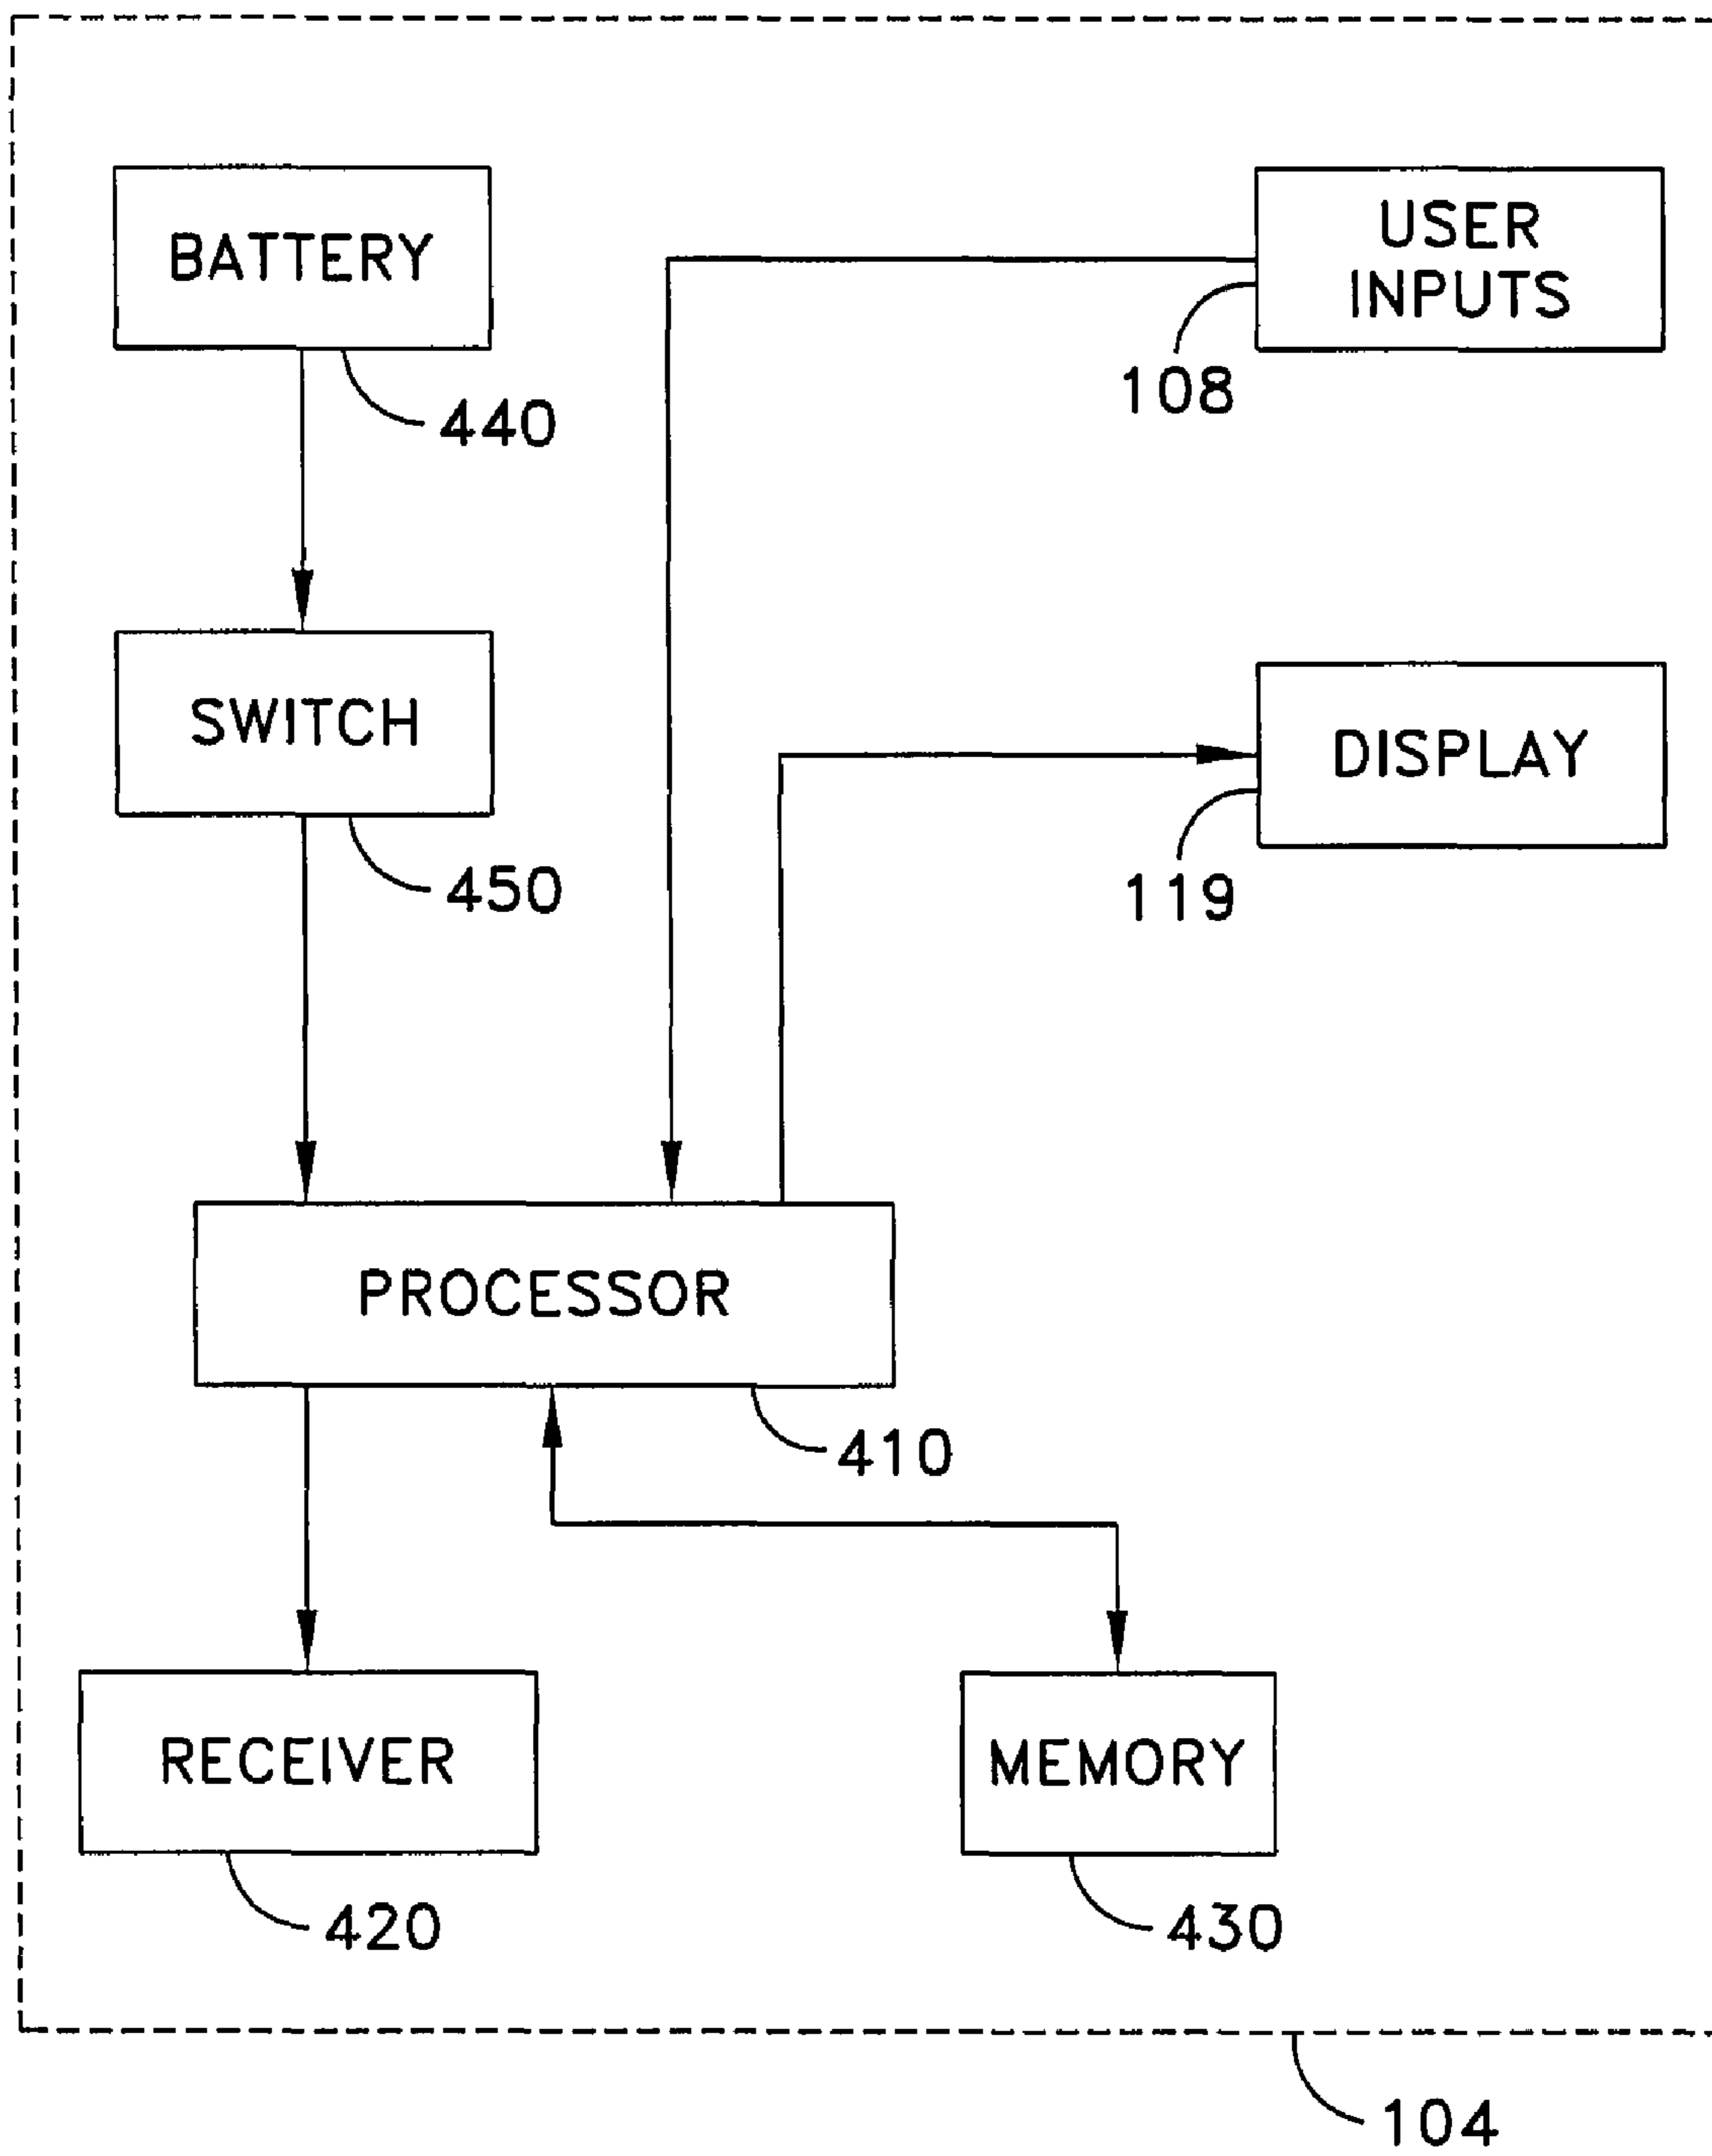 BATTERY
440
USER
INPUTS
108
SWITCH
450
DISPLAY
119
PROCESSOR
410
RECEIVER
420
MEMORY
430
104